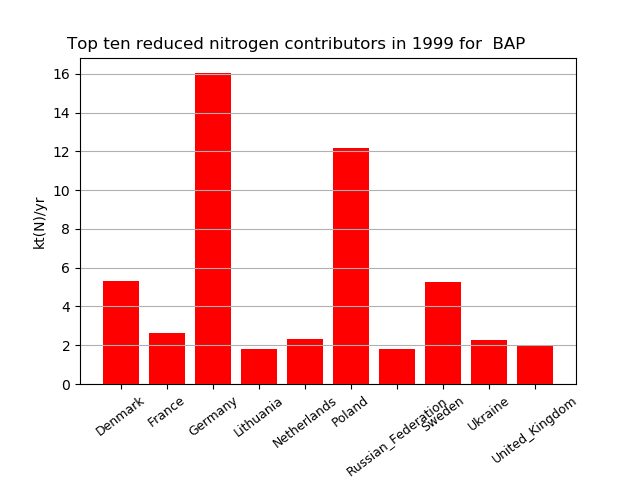 Top ten reduced nitrogen contributors in 1999 for  BAP
kt(N)/yr
16
14
12
10
8
6
4
2
0
Denmark
France
Germany
Lithuania
Netherlands
Poland
Russian_Federation
Sweden
Ukraine
United_Kingdom